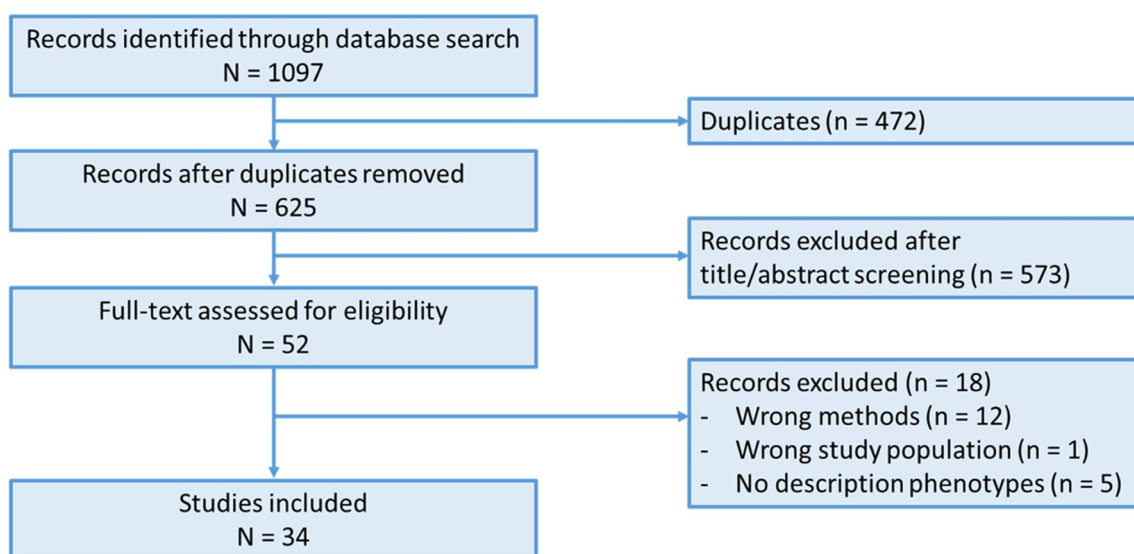 Records identified through database search
N = 1097
Duplicates (n = 472)
Records after duplicates removed
N = 625
Records excluded after
title/abstract screening (n = 573)
Full-text assessed for eligibility
N = 52
Records excluded (n = 18)
- Wrong methods (n = 12)
- Wrong study population (n = 1)
- No description phenotypes (n = 5)
Studies included
N = 34